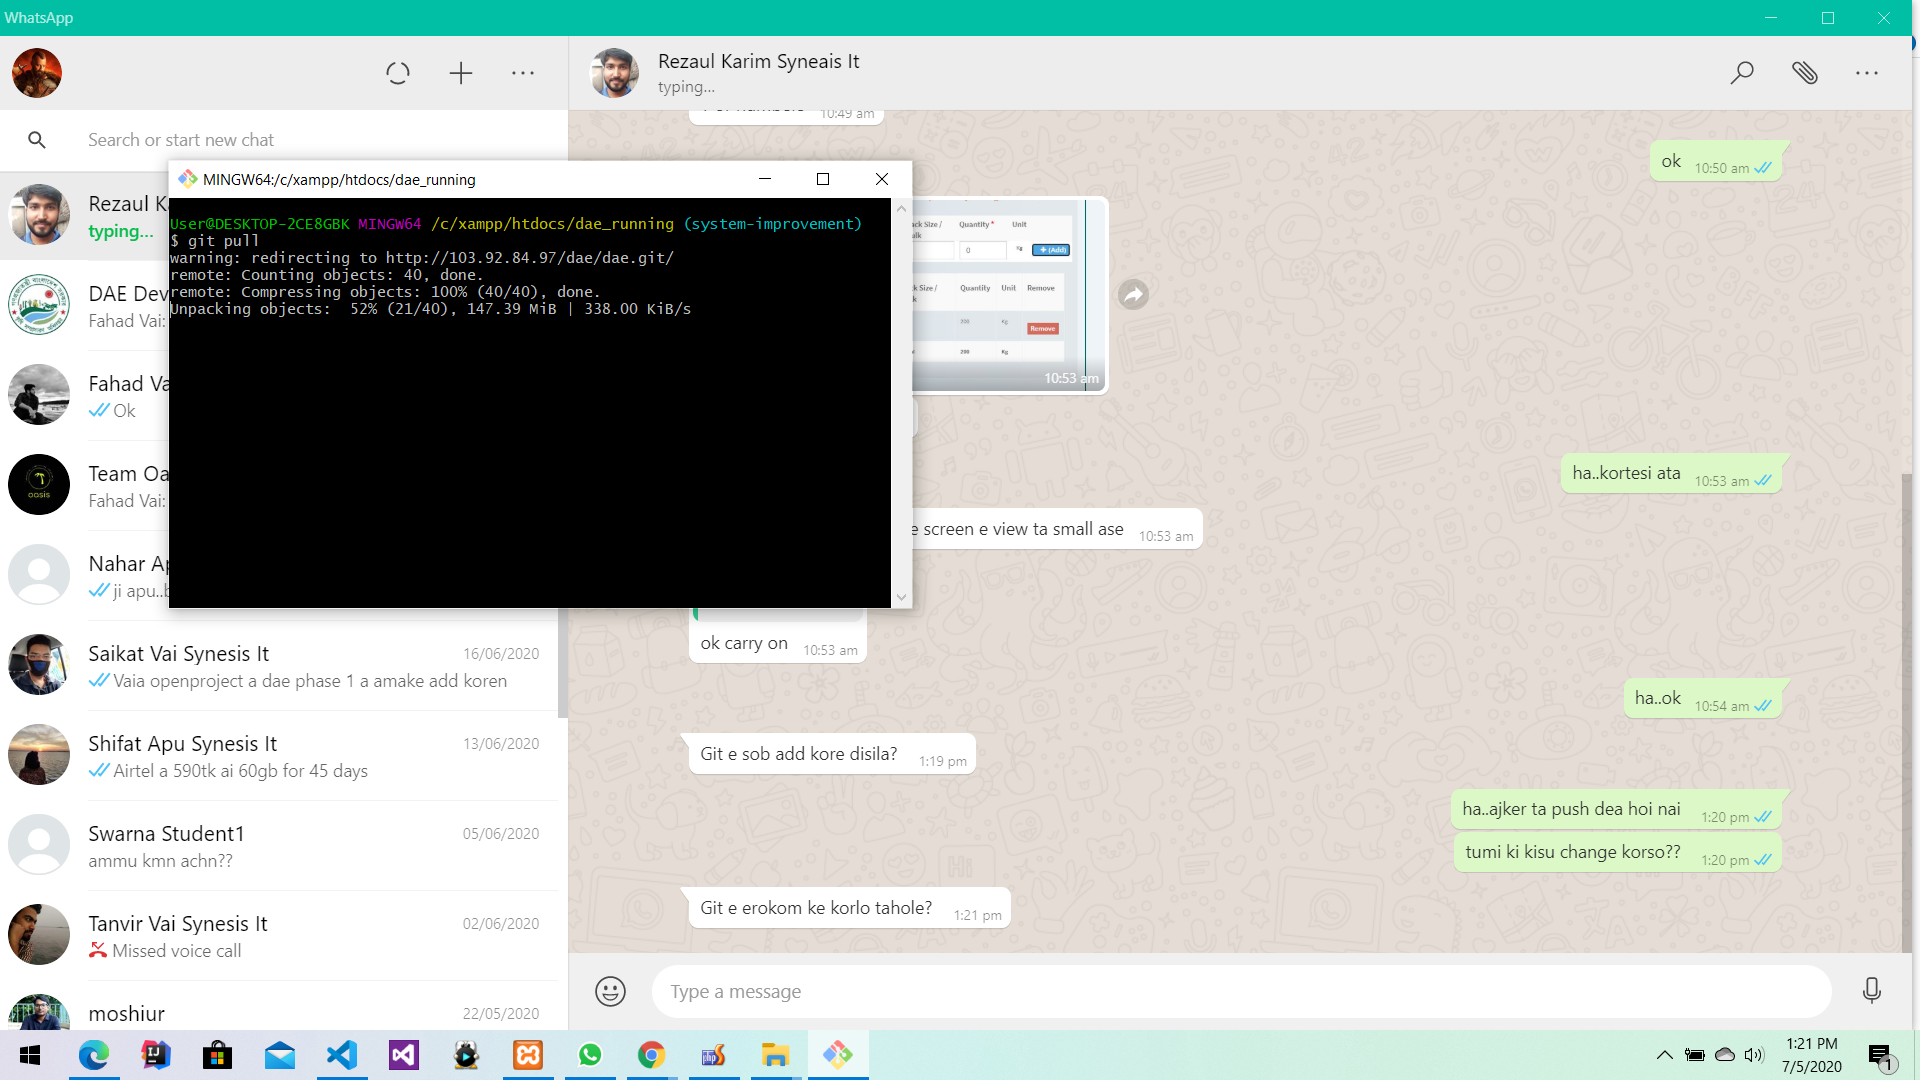 WhatsApp
Search or start new chat
Rezaul K
typing...
DAE Dev
Fahad Vai:
Fahad Va
Ok
Team Oa
Fahad Vai:
Nahar Ap
ji apu..b
Saikat Vai Synesis It 16/06/2020
Vaia openproject a dae phase 1 a amake add koren
Shifat Apu Synesis It 13/06/2020
Airtel a 590tk ai 60gb for 45 days
Swarna Student1 05/06/2020
ammu kmn achn??
Tanvir Vai Synesis It 02/06/2020
Missed voice call
moshiur 22/05/2020
MINGW64:/c/xampp/htdocs/dae_running
User@DESKTOP-2CE8GBK MINGW64 /c/xampp/htdocs/dae_running (system-improvement)
$ git pull
warning: redirecting to http://103.92.84.97/dae/dae.git/
remote: Counting objects: 40, done.
remote: Compressing objects: 100% (40/40), done.
Unpacking objects:  52% (21/40), 147.39 MiB | 338.00 KiB/s
Rezaul Karim Syneais It
typing...
10:49 am
ok 10:50 am
ack Size / Quantity * Unit
0 Kg + (Add)
Quantity Unit Remove
300 Kg Remove
200 Kg
10:53 am
ha..kortesi ata 10:53 am
e screen e view ta small ase 10:53 am
ok carry on 10:53 am
ha..ok 10:54 am
Git e sob add kore disila? 1:19 pm
ha..ajker ta push dea hoi nai 1:20 pm
tumi ki kisu change korso?? 1:20 pm
Git e erokom ke korlo tahole? 1:21 pm
Type a message
1:21 PM
7/5/2020
1